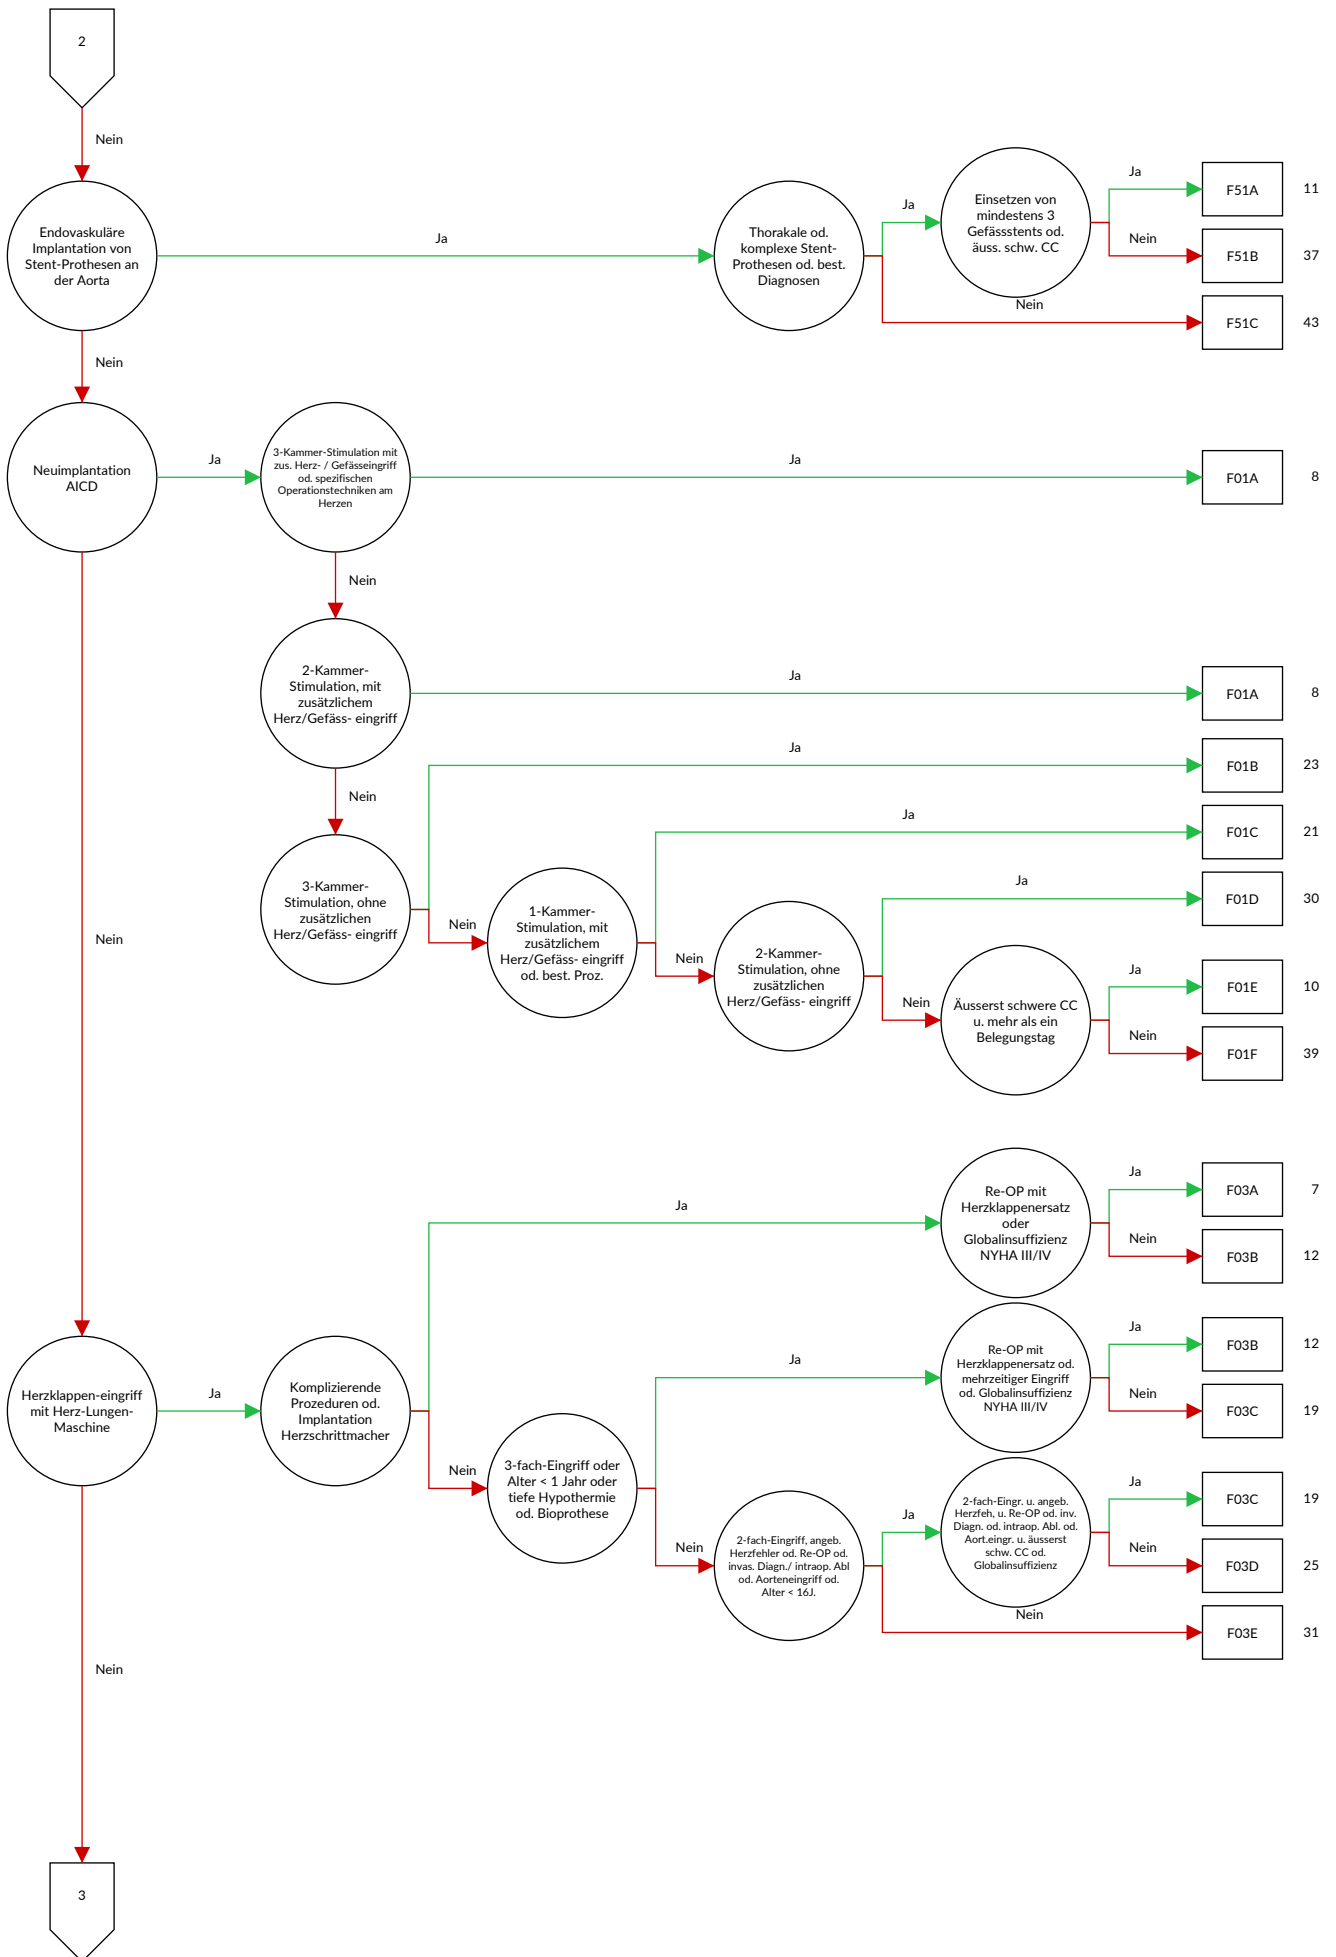 2
Nein
Endovaskuläre
Implantation von
Stent-Prothesen an
der Aorta
Ja
Thorakale od.
komplexe Stent-
Prothesen od. best.
Diagnosen
Ja
Einsetzen von
mindestens 3
Gefässstents od.
äuss. schw. CC
Ja
F51A
11
Nein
F51B
37
Nein
F51C
43
Nein
Neuimplantation
AICD
Ja
3-Kammer-Stimulation mit
zus. Herz- / Gefässeingriff
od. spezifischen
Operationstechniken am
Herzen
Ja
F01A
8
Nein
2-Kammer-
Stimulation, mit
zusätzlichem
Herz/Gefäss- eingriff
Ja
F01A
8
Nein
3-Kammer-
Stimulation, ohne
zusätzlichen
Herz/Gefäss- eingriff
Ja
F01B
23
Nein
1-Kammer-
Stimulation, mit
zusätzlichem
Herz/Gefäss- eingriff
od. best. Proz.
Ja
F01C
21
Nein
2-Kammer-
Stimulation, ohne
zusätzlichen
Herz/Gefäss- eingriff
Ja
F01D
30
Nein
Äusserst schwere CC
u. mehr als ein
Belegungstag
Ja
F01E
10
Nein
F01F
39
Nein
Herzklappen-eingriff
mit Herz-Lungen-
Maschine
Ja
Komplizierende
Prozeduren od.
Implantation
Herzschrittmacher
Ja
Re-OP mit
Herzklappenersatz
oder
Globalinsuffizienz
NYHA III/IV
Ja
F03A
7
Nein
F03B
12
Nein
3-fach-Eingriff oder
Alter < 1 Jahr oder
tiefe Hypothermie
od. Bioprothese
Ja
Re-OP mit
Herzklappenersatz od.
mehrzeitiger Eingriff
od. Globalinsuffizienz
NYHA III/IV
Ja
F03B
12
Nein
F03C
19
Nein
2-fach-Eingriff, angeb.
Herzfehler od. Re-OP od.
invas. Diagn./ intraop. Abl
od. Aorteneingriff od.
Alter < 16J.
Ja
2-fach-Eingr. u. angeb.
Herzfeh, u. Re-OP od. inv.
Diagn. od. intraop. Abl. od.
Aort.eingr. u. äusserst
schw. CC od.
Globalinsuffizienz
Ja
F03C
19
Nein
F03D
25
Nein
F03E
31
Nein
3